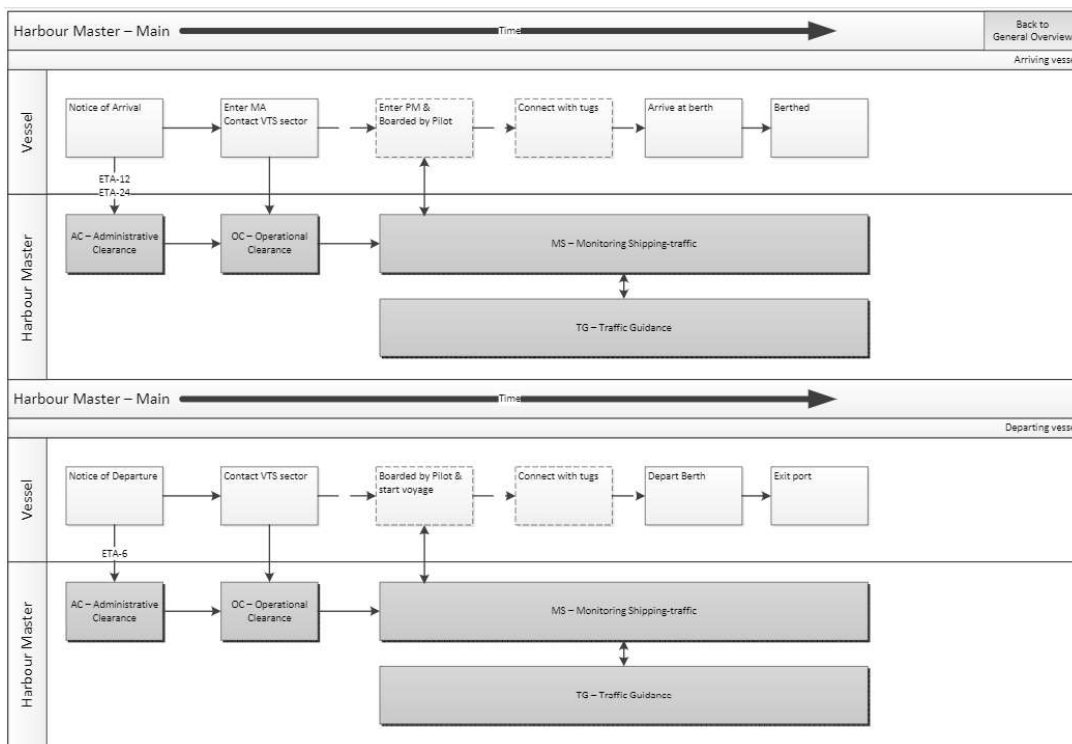 Harbour Master – Main
Time
Back to
General Overview
Arriving vesse
Vessel
Notice of Arrival
Enter MA
Contact VTS sector
Enter PM &
Boarded by Pilot
Connect with tugs
Arrive at berth
Berthed
ETA-12
ETA-24
Harbour Master
AC – Administrative
Clearance
OC – Operational
Clearance
MS – Monitoring Shipping-traffic
TG – Traffic Guidance
Harbour Master – Main
Time
Departing vesse
Vessel
Notice of Departure
Contact VTS sector
Boarded by Pilot &
start voyage
Connect with tugs
Depart Berth
Exit port
ETA-6
Harbour Master
AC – Administrative
Clearance
OC – Operational
Clearance
MS – Monitoring Shipping-traffic
TG – Traffic Guidance